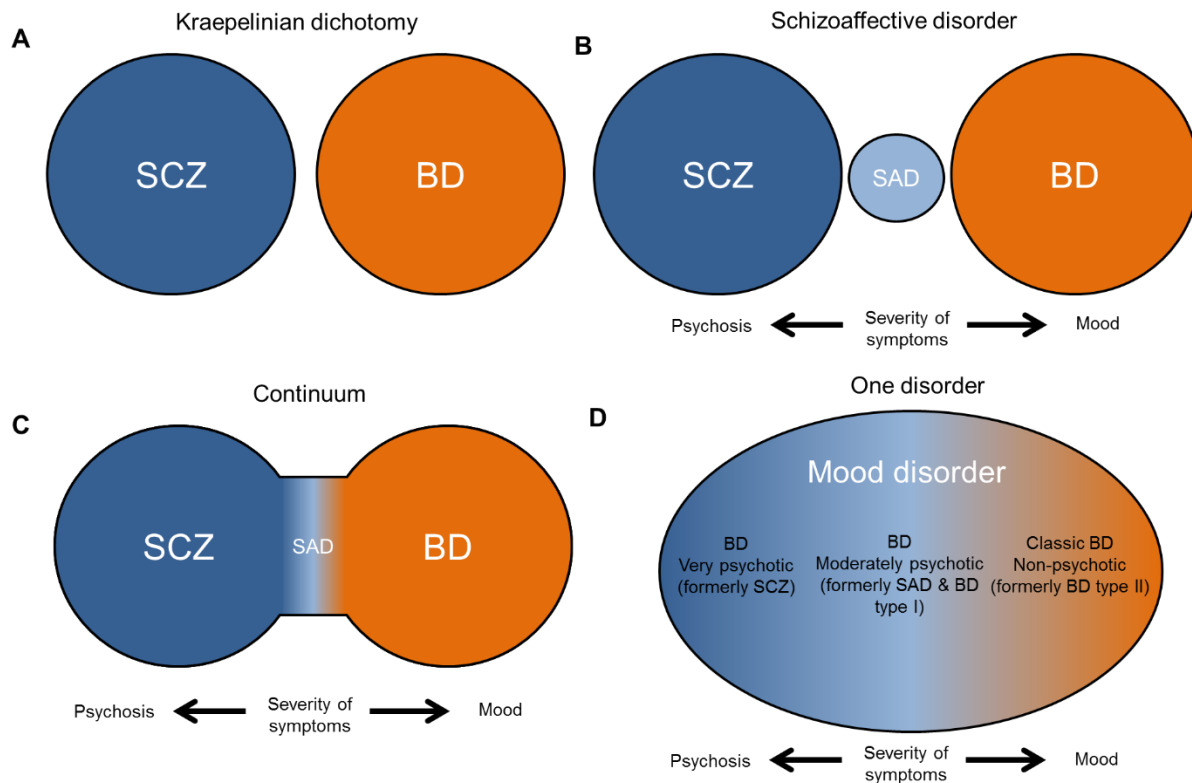 A
Kraepelinian dichotomy
SCZ
BD
B
Schizoaffective disorder
SCZ
SAD
BD
Psychosis
Severity of
symptoms
Mood
C
Continuum
SCZ
SAD
BD
Psychosis
Severity of
symptoms
Mood
D
One disorder
Mood disorder
BD
Very psychotic
(formerly SCZ)
BD
Moderately psychotic
(formerly SAD & BD
type I)
Classic BD
Non-psychotic
(formerly BD type II)
Psychosis
Severity of
symptoms
Mood